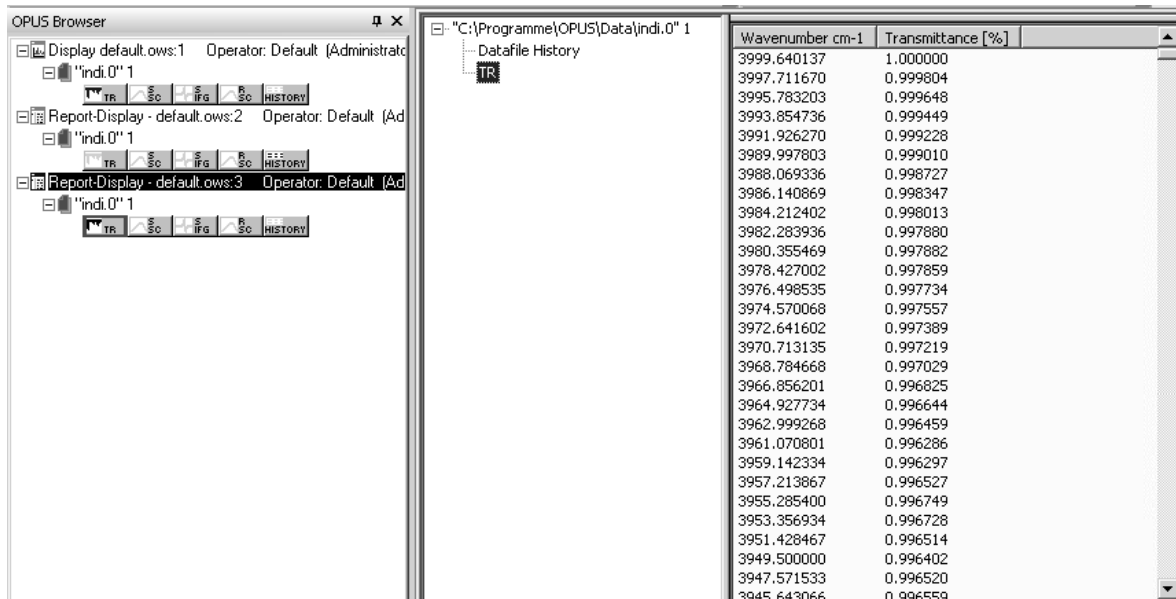 OPUS Browser
Display default.ows:1 Operator: Default (Administrato
"indi.0" 1
TR S SC S IFG R SC HISTORY
Report-Display - default.ows:2 Operator: Default (Ad
"indi.0" 1
TR S SC S IFG R SC HISTORY
Report-Display - default.ows:3 Operator: Default (Ad
"indi.0" 1
TR S SC S IFG R SC HISTORY
"C:\Programme\OPUS\Data\indi.0" 1
Datafile History
TR
Wavenumber cm-1 Transmittance [%]
3999.640137 1.000000
3997.711670 0.999804
3995.783203 0.999648
3993.854736 0.999449
3991.926270 0.999228
3989.997803 0.999010
3988.069336 0.998727
3986.140869 0.998347
3984.212402 0.998013
3982.283936 0.997880
3980.355469 0.997882
3978.427002 0.997859
3976.498535 0.997734
3974.570068 0.997557
3972.641602 0.997389
3970.713135 0.997219
3968.784668 0.997029
3966.856201 0.996825
3964.927734 0.996644
3962.999268 0.996459
3961.070801 0.996286
3959.142334 0.996297
3957.213867 0.996527
3955.285400 0.996749
3953.356934 0.996728
3951.428467 0.996514
3949.500000 0.996402
3947.571533 0.996520
3945.643066 0.996559